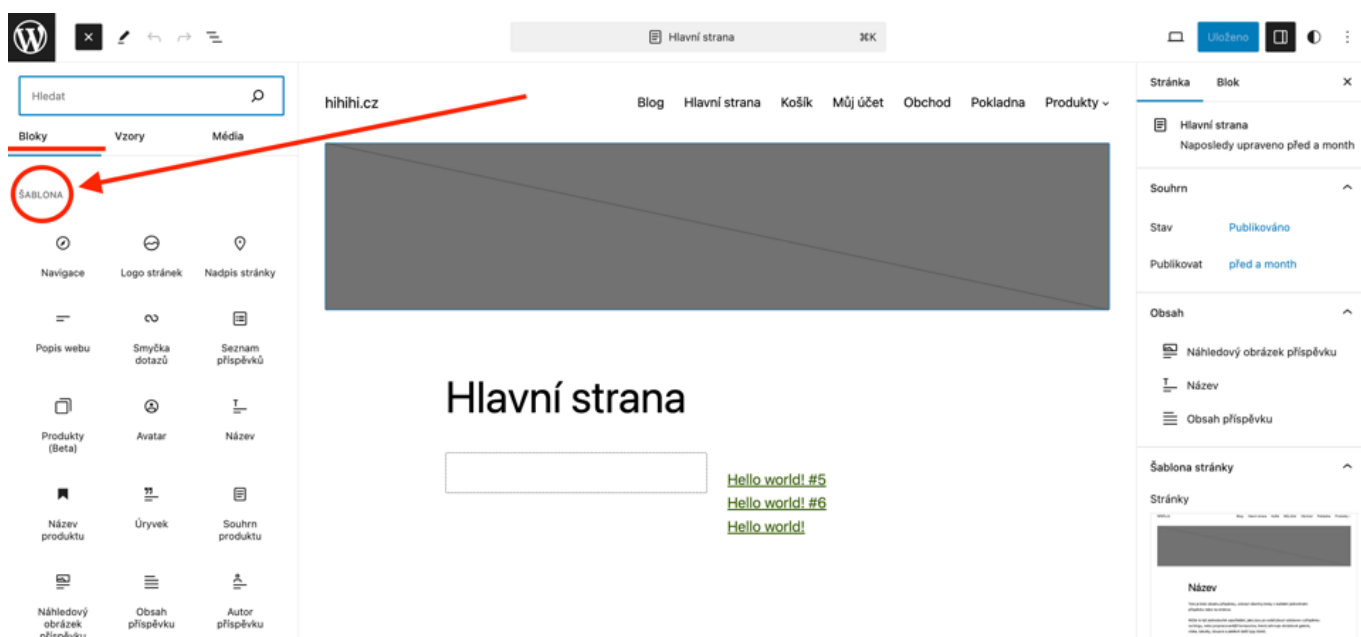 Hlavní strana ⌘K
Uloženo
Hledat
Bloky Vzory Média
ŠABLONA
Navigace Logo stránek Nadpis stránky
Popis webu Smyčka dotazů Seznam příspěvků
Produkty (Beta) Avatar Název
Název produktu Úryvek Souhrn produktu
Náhledový obrázek příspěvku Obsah příspěvku Autor příspěvku
hihihi.cz
Blog Hlavní strana Košík Můj účet Obchod Pokladna Produkty
Hlavní strana
Hello world! #5
Hello world! #6
Hello world!
Stránka Blok
Hlavní strana
Naposledy upraveno před a month
Souhrn
Stav Publikováno
Publikovat před a month
Obsah
Náhledový obrázek příspěvku
Název
Obsah příspěvku
Šablona stránky
Stránky
Název